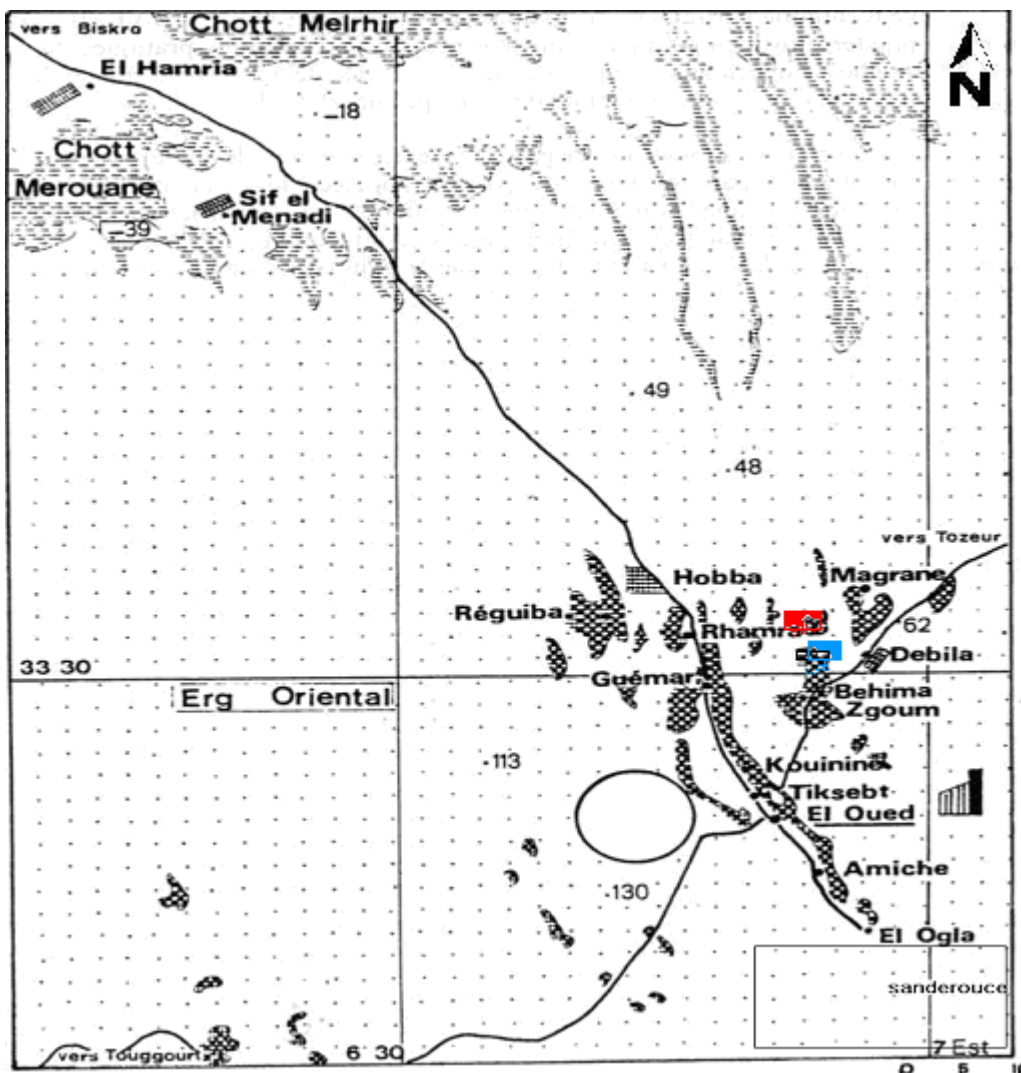 vers Biskra
Chott Melrhir
El Hamria
N
-18
Chott
Merouane
Sif el
Menadi
-39
49
48
vers Tozeur
Hobba
Magrane
Réguiba
Rhamra
62
Debila
33 30
Guémar
Behima
Erg Oriental
Zgoum
113
Kouinine
Tiksebt
El Oued
Amiche
130
El Ogla
sanderouce
vers Touggourt
6 30
7 Est
0 5 10